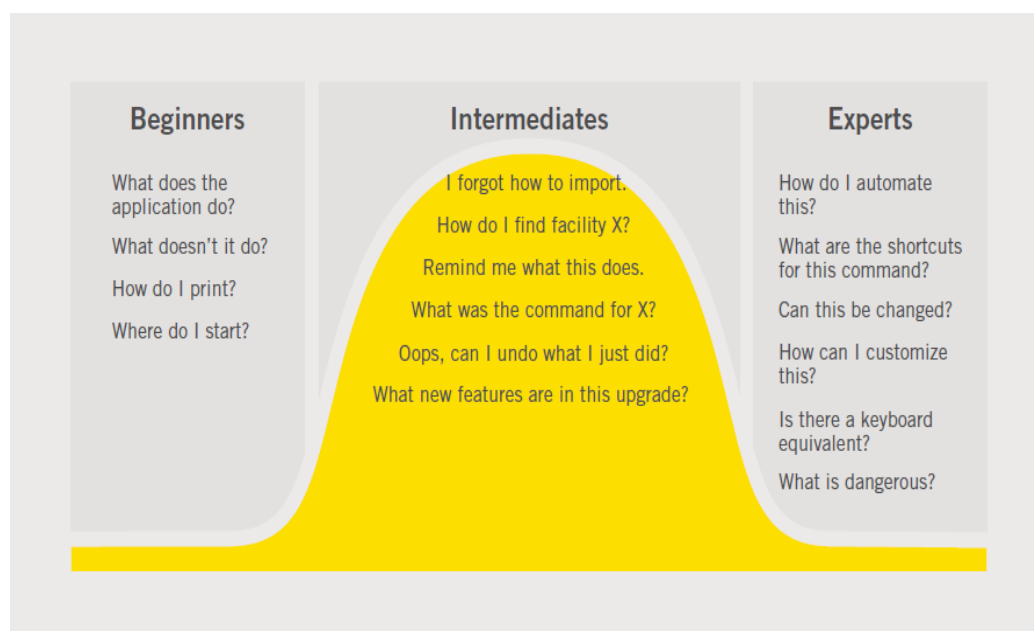 Beginners
What does the
application do?
What doesn't it do?
How do I print?
Where do I start?
Intermediates
I forgot how to import.
How do I find facility X?
Remind me what this does.
What was the command for X?
Oops, can I undo what I just did?
What new features are in this upgrade?
Experts
How do I automate
this?
What are the shortcuts
for this command?
Can this be changed?
How can I customize
this?
Is there a keyboard
equivalent?
What is dangerous?